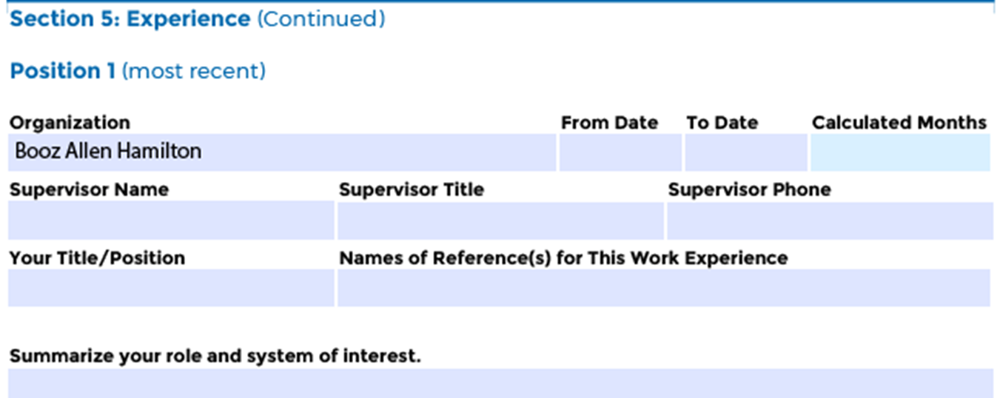 Section 5: Experience (Continued)
Position 1 (most recent)
Organization From Date To Date Calculated Months
Booz Allen Hamilton
Supervisor Name Supervisor Title Supervisor Phone
Your Title/Position Names of Reference(s) for This Work Experience
Summarize your role and system of interest.